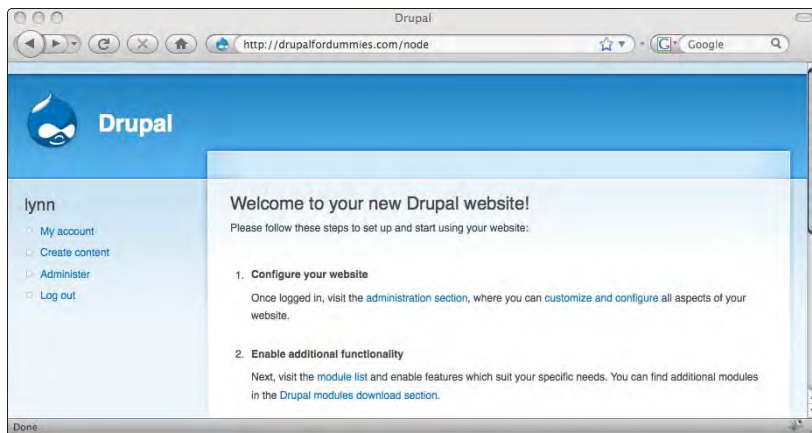 Drupal
http://drupalfordummies.com/node
Google
Drupal
lynn
My account
Create content
Administer
Log out
Welcome to your new Drupal website!
Please follow these steps to set up and start using your website:
1. Configure your website
Once logged in, visit the administration section, where you can customize and configure all aspects of your
website.
2. Enable additional functionality
Next, visit the module list and enable features which suit your specific needs. You can find additional modules
in the Drupal modules download section.
Done